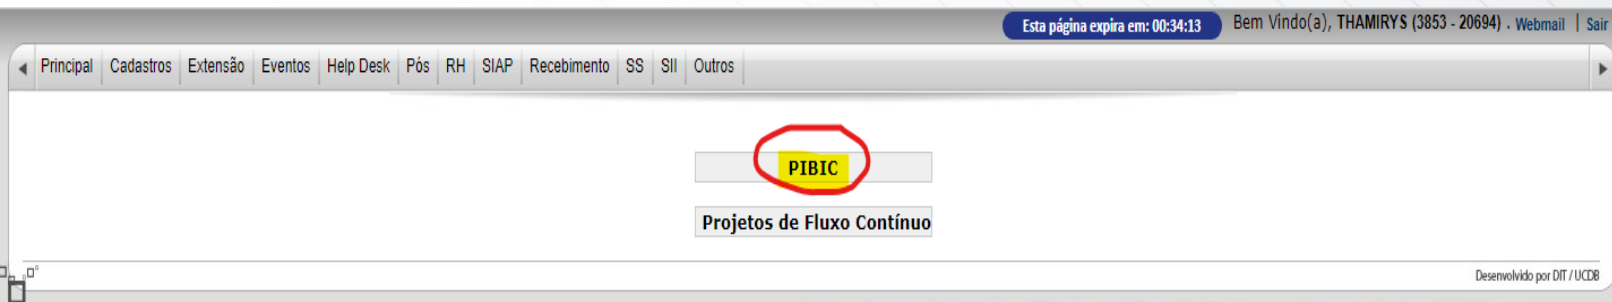 Esta página expira em: 00:34:13 Bem Vindo(a), THAMIRYS (3853 - 20694) . Webmail | Sair
Principal Cadastros Extensão Eventos Help Desk Pós RH SIAP Recebimento SS SII Outros
PIBIC
Projetos de Fluxo Contínuo
Desenvolvido por DIT / UCDB